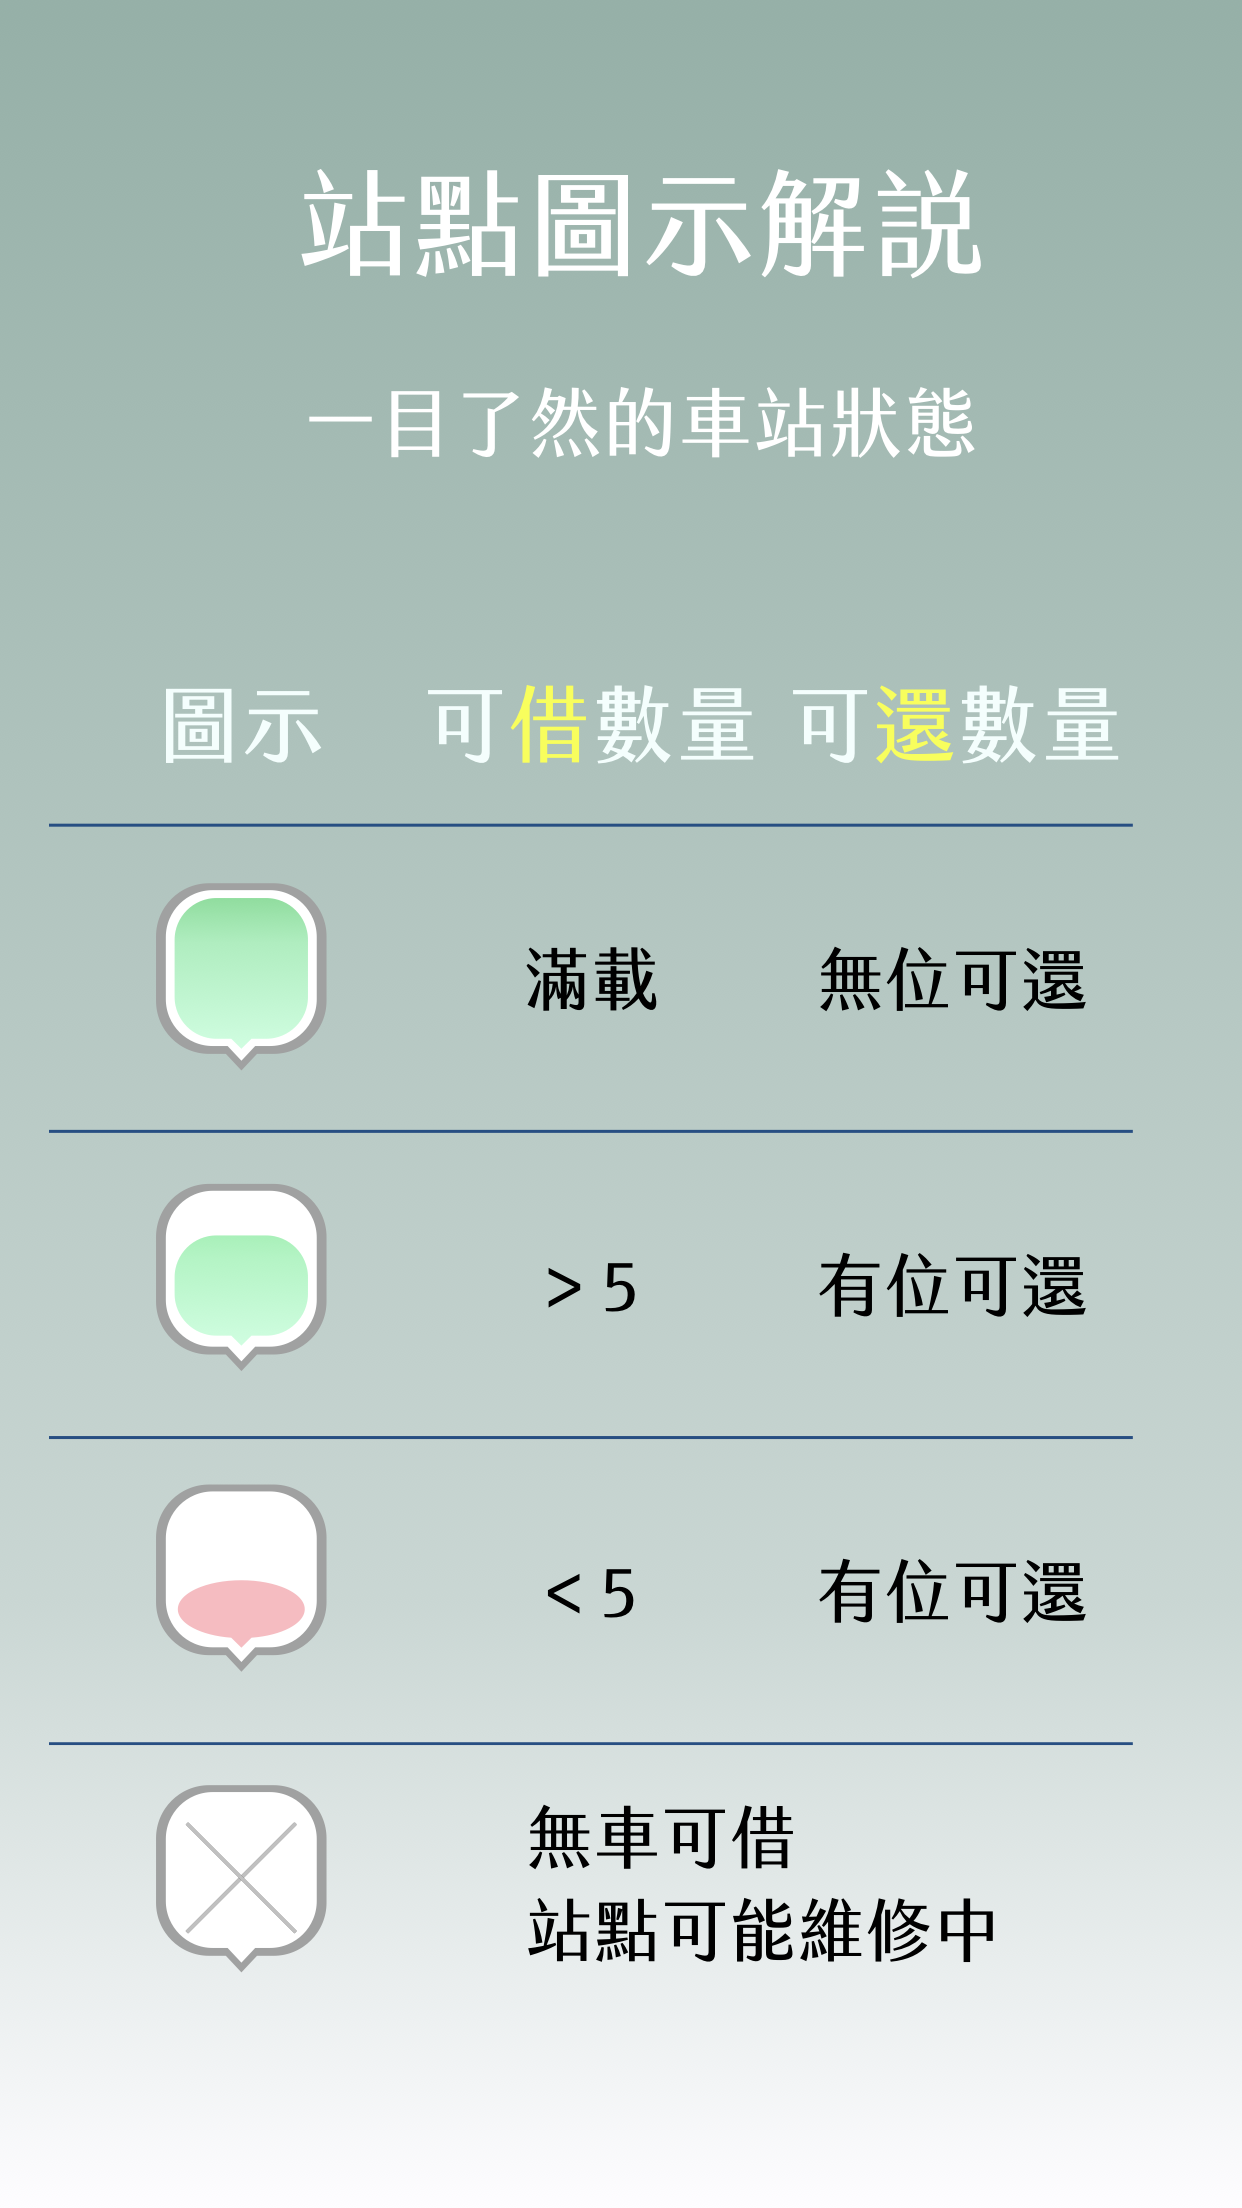 站點圖示解説
一目了然的車站狀態
圖示 可借數量 可還數量
滿載 無位可還
> 5 有位可還
< 5 有位可還
無車可借
站點可能維修中